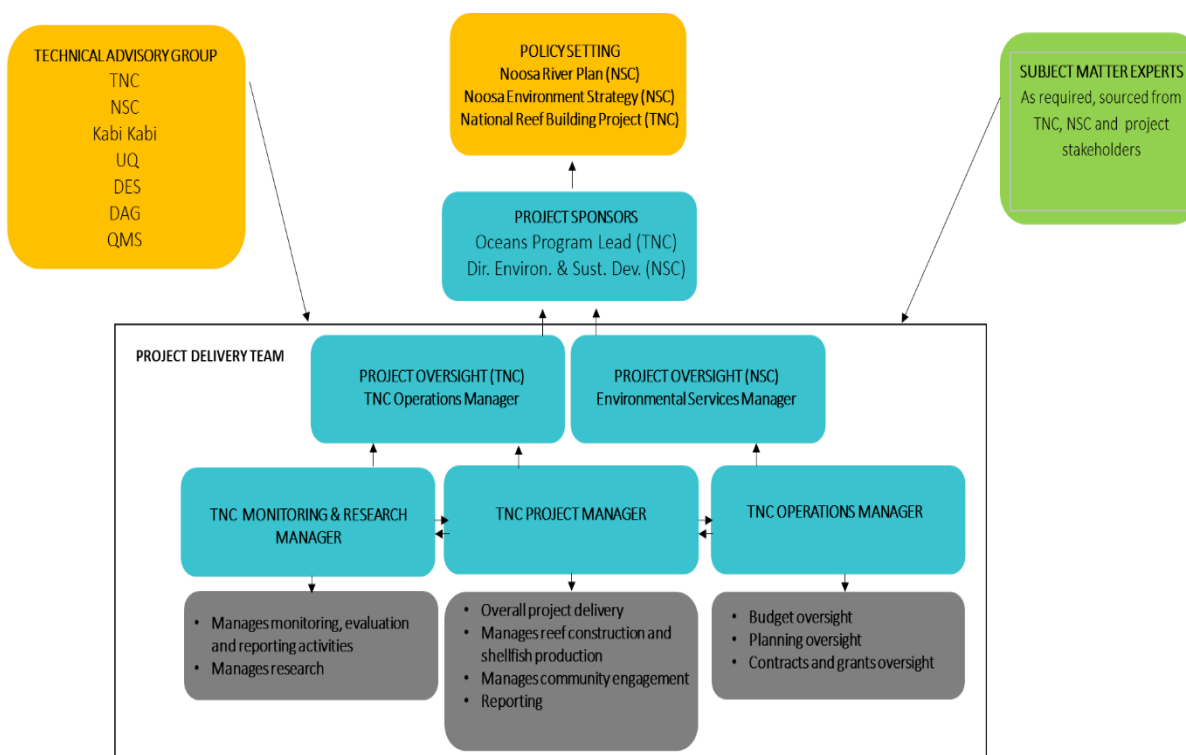 TECHNICAL ADVISORY GROUP
TNC
NSC
Kabi Kabi
UQ
DES
DAG
QMS
POLICY SETTING
Noosa River Plan (NSC)
Noosa Environment Strategy (NSC)
National Reef Building Project (TNC)
SUBJECT MATTER EXPERTS
As required, sourced from
TNC, NSC and project
stakeholders
PROJECT SPONSORS
Oceans Program Lead (TNC)
Dir. Environ. & Sust. Dev. (NSC)
PROJECT DELIVERY TEAM
PROJECT OVERSIGHT (TNC)
TNC Operations Manager
PROJECT OVERSIGHT (NSC)
Environmental Services Manager
TNC MONITORING & RESEARCH
MANAGER
TNC PROJECT MANAGER
TNC OPERATIONS MANAGER
• Manages monitoring, evaluation
and reporting activities
• Manages research
• Overall project delivery
• Manages reef construction and
shellfish production
• Manages community engagement
• Reporting
• Budget oversight
• Planning oversight
• Contracts and grants oversight